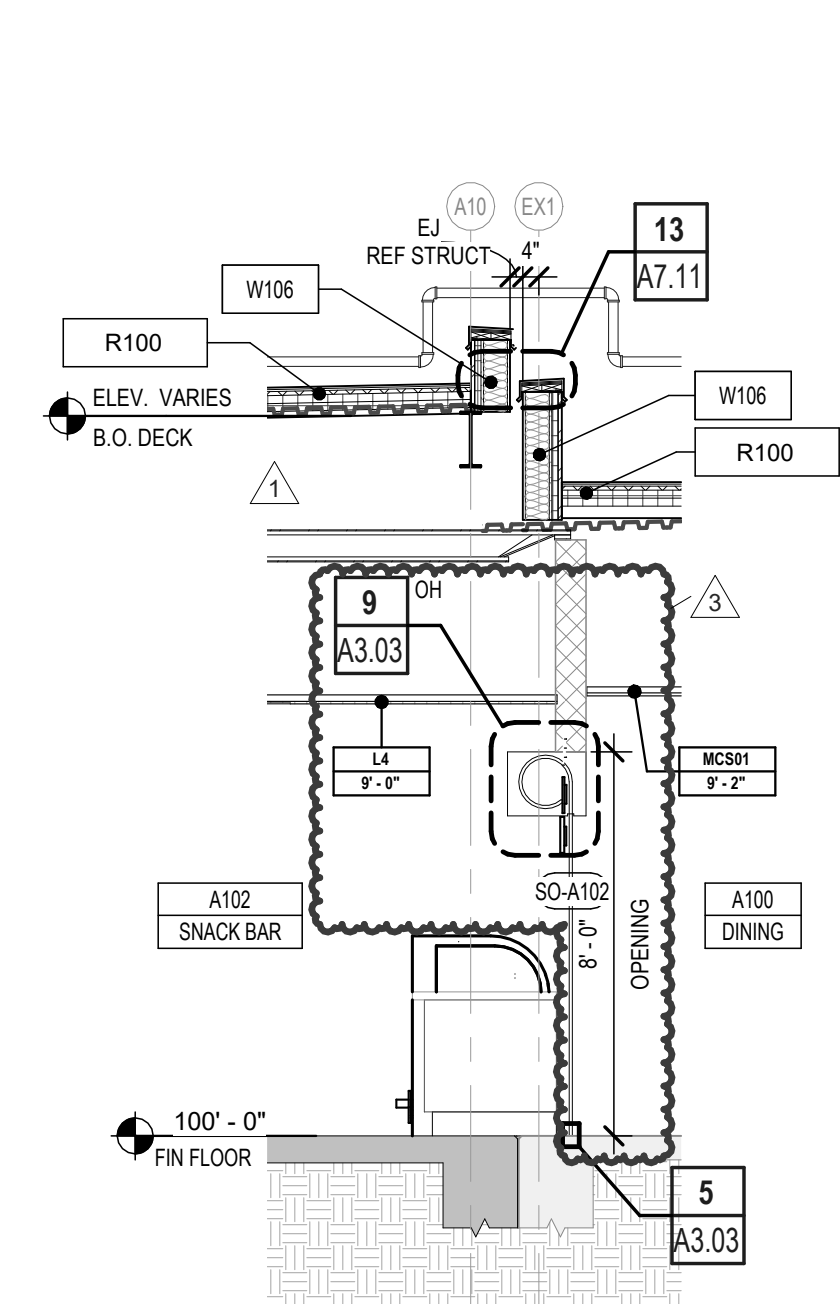 A10
EX1
EJ
REF STRUCT
4"
13
A7.11
W106
R100
ELEV. VARIES
B.O. DECK
W106
R100
1
9
A3.03
OH
3
L4
9' - 0"
MCS01
9' - 2"
SO-A102
A102
SNACK BAR
8' - 0"
OPENING
A100
DINING
100' - 0"
FIN FLOOR
5
A3.03